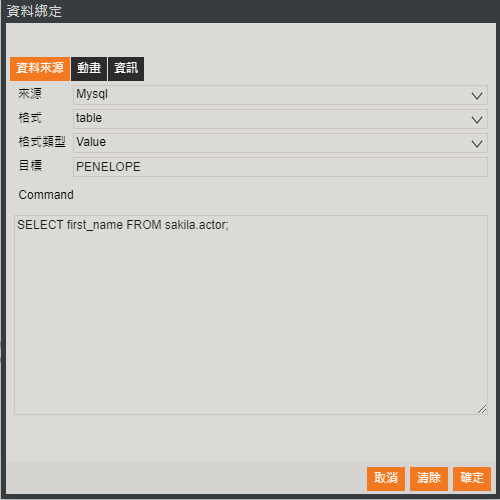 資料綁定
資料來源 動畫 資訊
來源 Mysql
格式 table
格式類型 Value
目標 PENELOPE
Command
SELECT first_name FROM sakila.actor;
取消 清除 確定